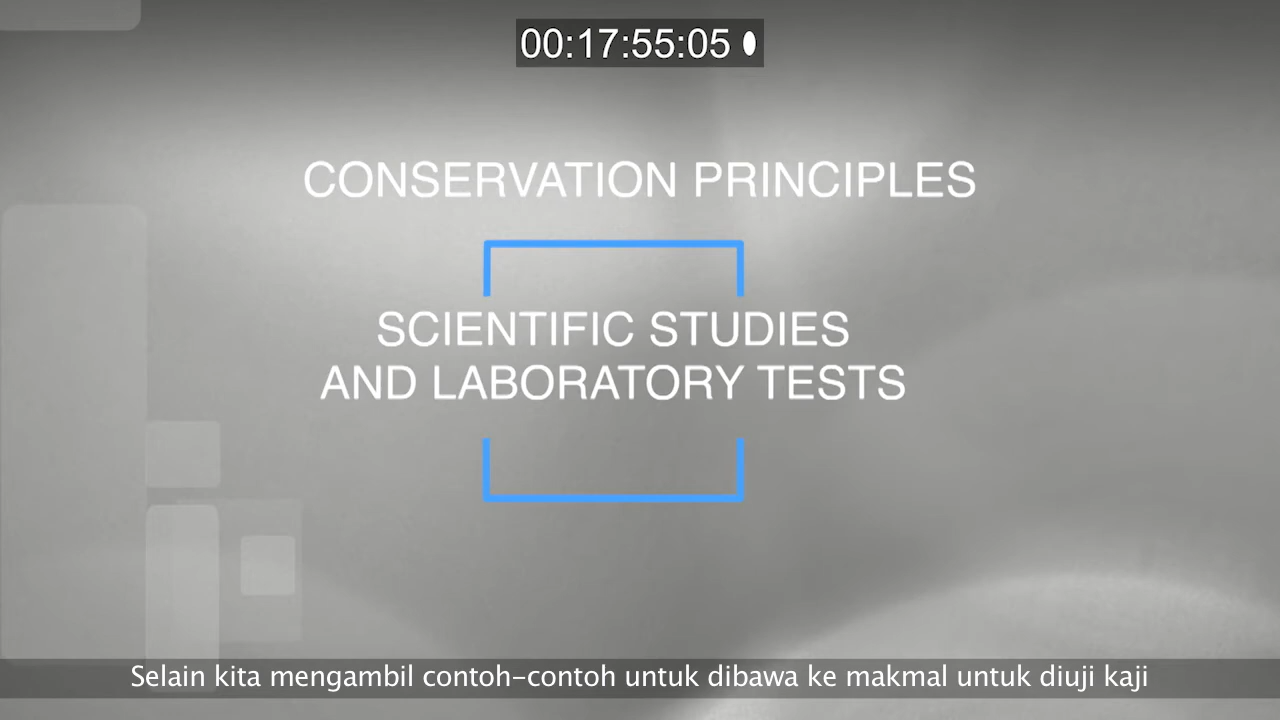 00:17:55:05
CONSERVATION PRINCIPLES
SCIENTIFIC STUDIES
AND LABORATORY TESTS
Selain kita mengambil contoh-contoh untuk dibawa ke makmal untuk diuji kaji